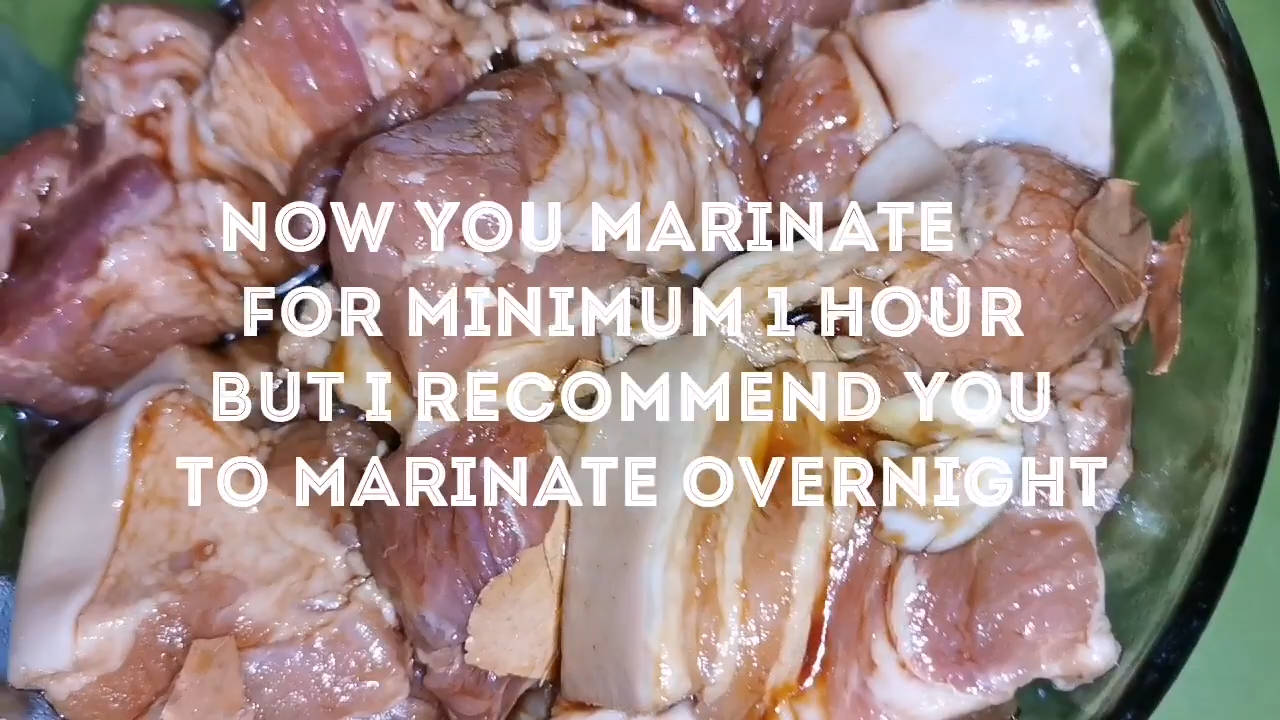 NOW YOU MARINATE
FOR MINIMUM 1 HOUR
BUT I RECOMMEND YOU
TO MARINATE OVERNIGHT